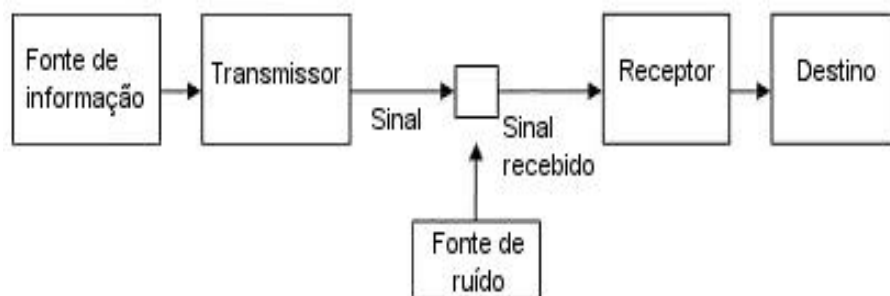 Fonte de
informação
Transmissor
Sinal
Sinal
recebido
Receptor
Destino
Fonte de
ruído